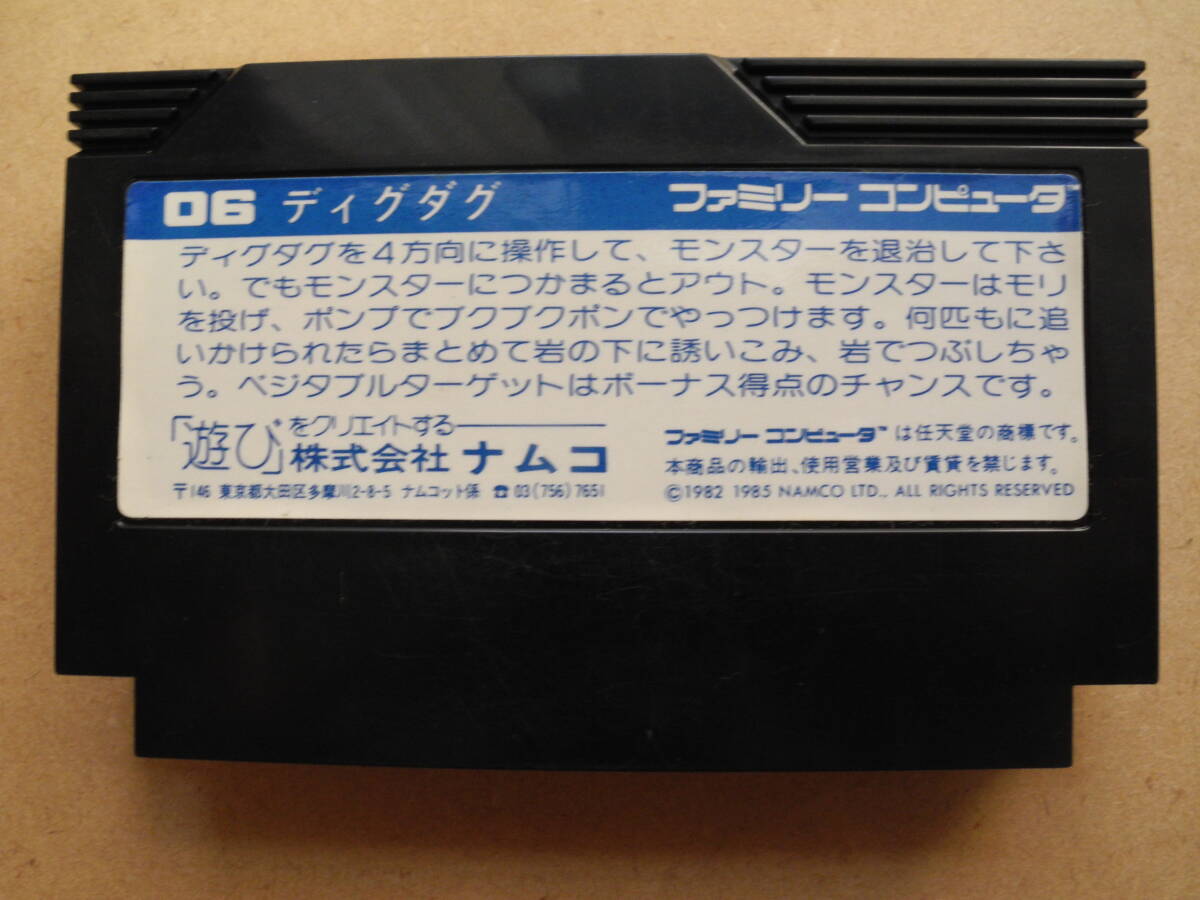 06 ディグダグ ファミリー コンピュータ™
ディグダグを4方向に操作して、モンスターを退治して下さ
い。でもモンスターにつかまるとアウト。モンスターはモリ
を投げ、ポンプでブクブクポンでやっつけます。何匹もに追
いかけられたらまとめて岩の下に誘いこみ、岩でつぶしちゃ
う。ベジタブルターゲットはボーナス得点のチャンスです。
「遊び」をクリエイトする
株式会社 ナムコ
〒146 東京都大田区多摩川2-8-5 ナムコット係 ☎03(756)7651
ファミリー コンピュータ™ は任天堂の商標です。
本商品の輸出、使用営業及び賃貸を禁じます。
©1982 1985 NAMCO LTD., ALL RIGHTS RESERVED